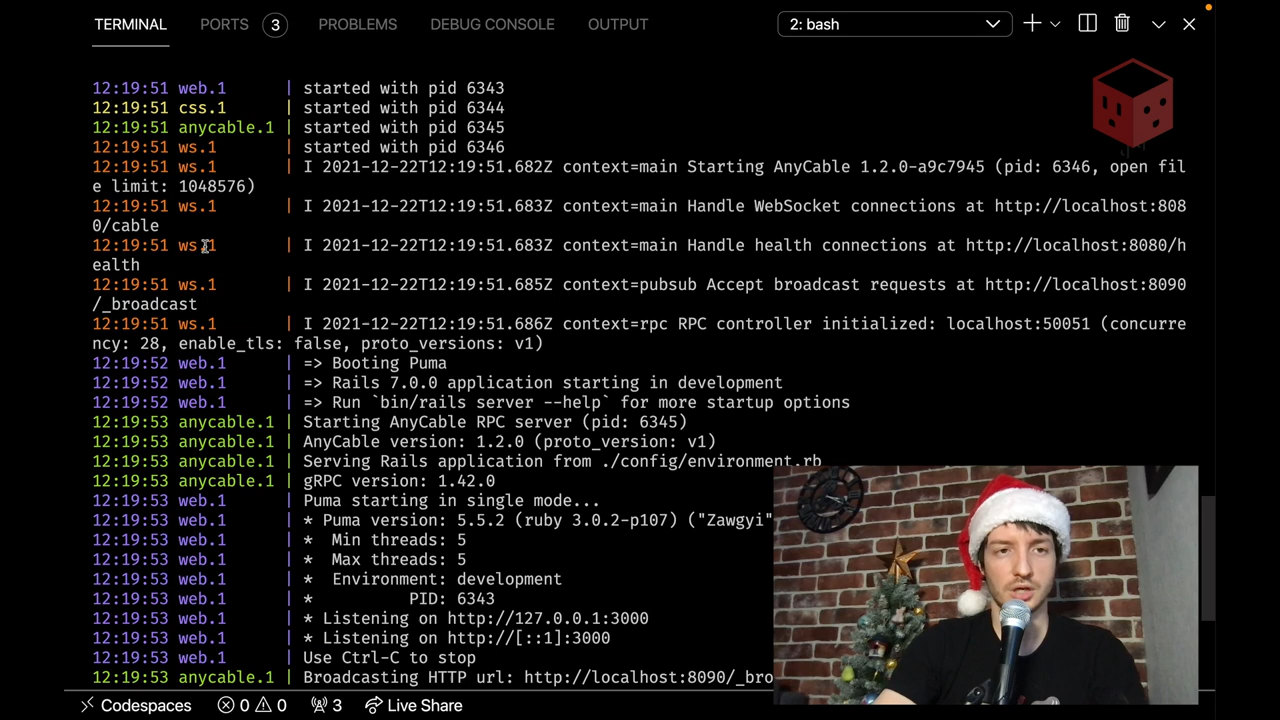 TERMINAL PORTS 3 PROBLEMS DEBUG CONSOLE OUTPUT 2: bash
12:19:51 web.1 | started with pid 6343
12:19:51 css.1 | started with pid 6344
12:19:51 anycable.1 | started with pid 6345
12:19:51 ws.1 | started with pid 6346
12:19:51 ws.1 | I 2021-12-22T12:19:51.682Z context=main Starting AnyCable 1.2.0-a9c7945 (pid: 6346, open fil
e limit: 1048576)
12:19:51 ws.1 | I 2021-12-22T12:19:51.683Z context=main Handle WebSocket connections at http://localhost:808
0/cable
12:19:51 ws.1 | I 2021-12-22T12:19:51.683Z context=main Handle health connections at http://localhost:8080/h
ealth
12:19:51 ws.1 | I 2021-12-22T12:19:51.685Z context=pubsub Accept broadcast requests at http://localhost:8090
/_broadcast
12:19:51 ws.1 | I 2021-12-22T12:19:51.686Z context=rpc RPC controller initialized: localhost:50051 (concurre
ncy: 28, enable_tls: false, proto_versions: v1)
12:19:52 web.1 | => Booting Puma
12:19:52 web.1 | => Rails 7.0.0 application starting in development
12:19:52 web.1 | => Run `bin/rails server --help` for more startup options
12:19:53 anycable.1 | Starting AnyCable RPC server (pid: 6345)
12:19:53 anycable.1 | AnyCable version: 1.2.0 (proto_version: v1)
12:19:53 anycable.1 | Serving Rails application from ./config/environment.rb
12:19:53 anycable.1 | gRPC version: 1.42.0
12:19:53 web.1 | Puma starting in single mode...
12:19:53 web.1 | * Puma version: 5.5.2 (ruby 3.0.2-p107) ("Zawgyi"
12:19:53 web.1 | * Min threads: 5
12:19:53 web.1 | * Max threads: 5
12:19:53 web.1 | * Environment: development
12:19:53 web.1 | * PID: 6343
12:19:53 web.1 | * Listening on http://127.0.0.1:3000
12:19:53 web.1 | * Listening on http://[::1]:3000
12:19:53 web.1 | Use Ctrl-C to stop
12:19:53 anycable.1 | Broadcasting HTTP url: http://localhost:8090/_bro
Codespaces 0 0 3 Live Share